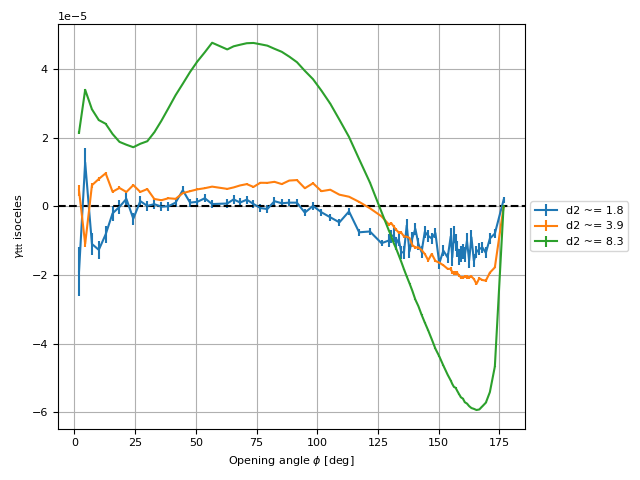 1e−5
4
2
0
−2
−4
−6
γttt isoceles
0
25
50
75
100
125
150
175
Opening angle ϕ [deg]
d2 ~= 1.8
d2 ~= 3.9
d2 ~= 8.3